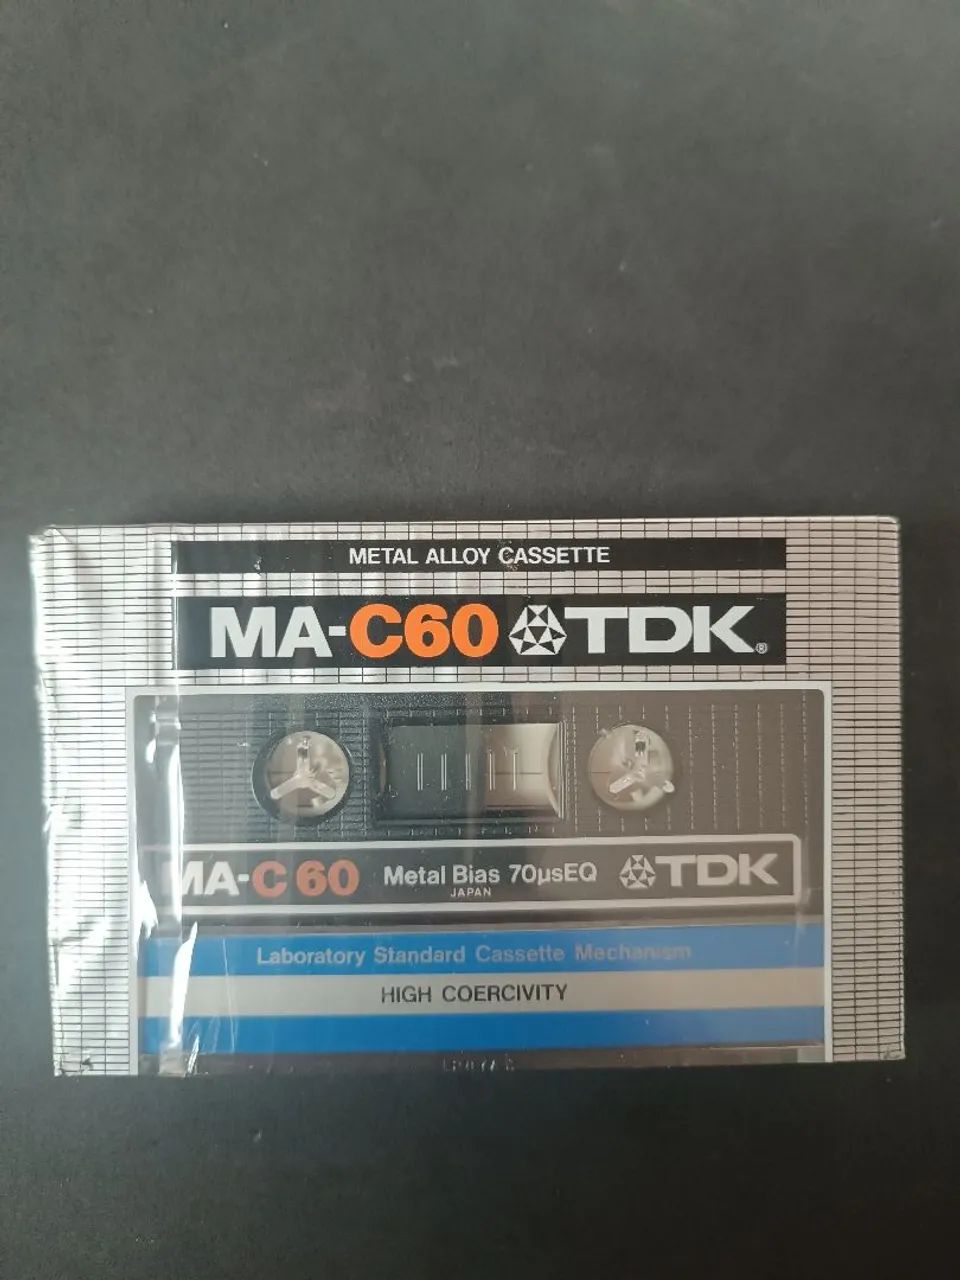 METAL ALLOY CASSETTE
MA-C60 TDK®
MA-C60 Metal Bias 70μsEQ TDK
JAPAN
Laboratory Standard Cassette Mechanism
HIGH COERCIVITY